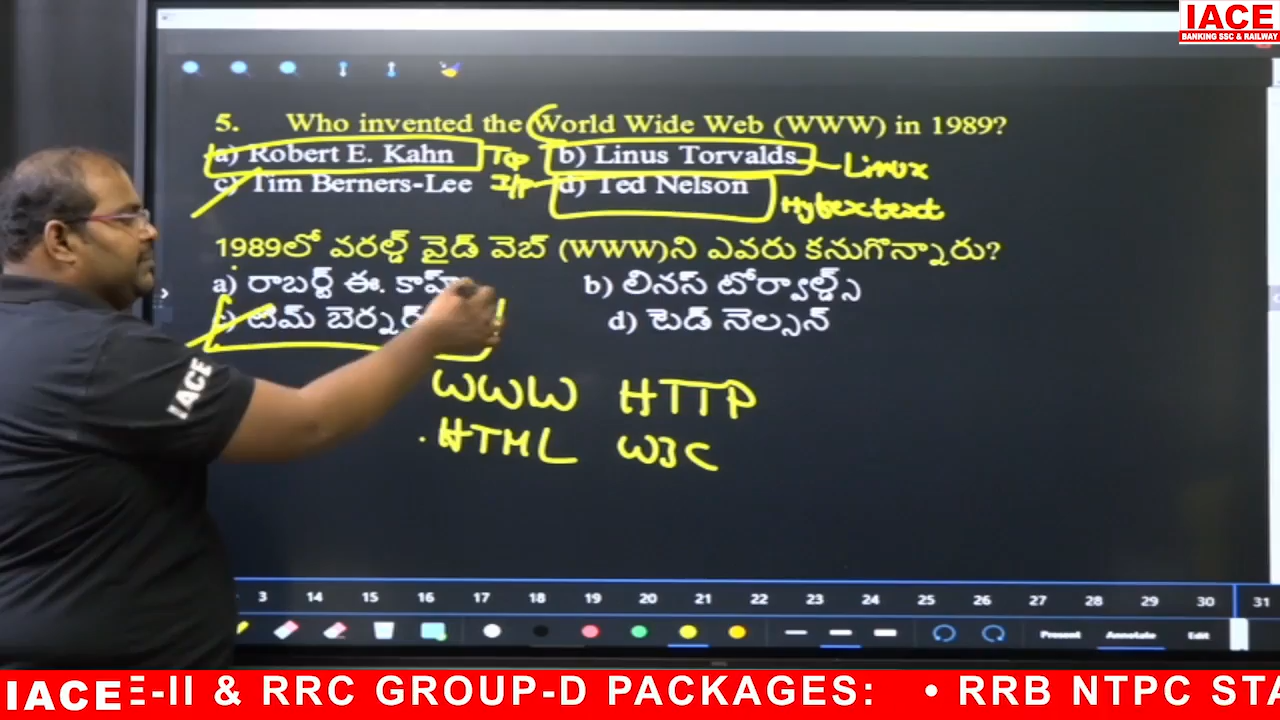 IACE
BANKING SSC & RAILWAY
5. Who invented the World Wide Web (WWW) in 1989?
a) Robert E. Kahn Tcp b) Linus Torvalds Linux
c) Tim Berners-Lee I/p d) Ted Nelson
1989లో వరల్డ్ వైడ్ వెబ్ (WWW)ని ఎవరు కనుగొన్నారు?
a) రాబర్ట్ ఈ. కాహ్ b) లినస్ టోర్వాల్డ్స్
టిమ్ బెర్నర్ d) టెడ్ నెల్సన్
IACE
WWW HTTP
HTML W3C
3 14 15 16 17 18 19 20 21 22 23 24 25 26 27 28 29 30 31
Present Annotate Edit
IACE E-II & RRC GROUP-D PACKAGES: • RRB NTPC STA